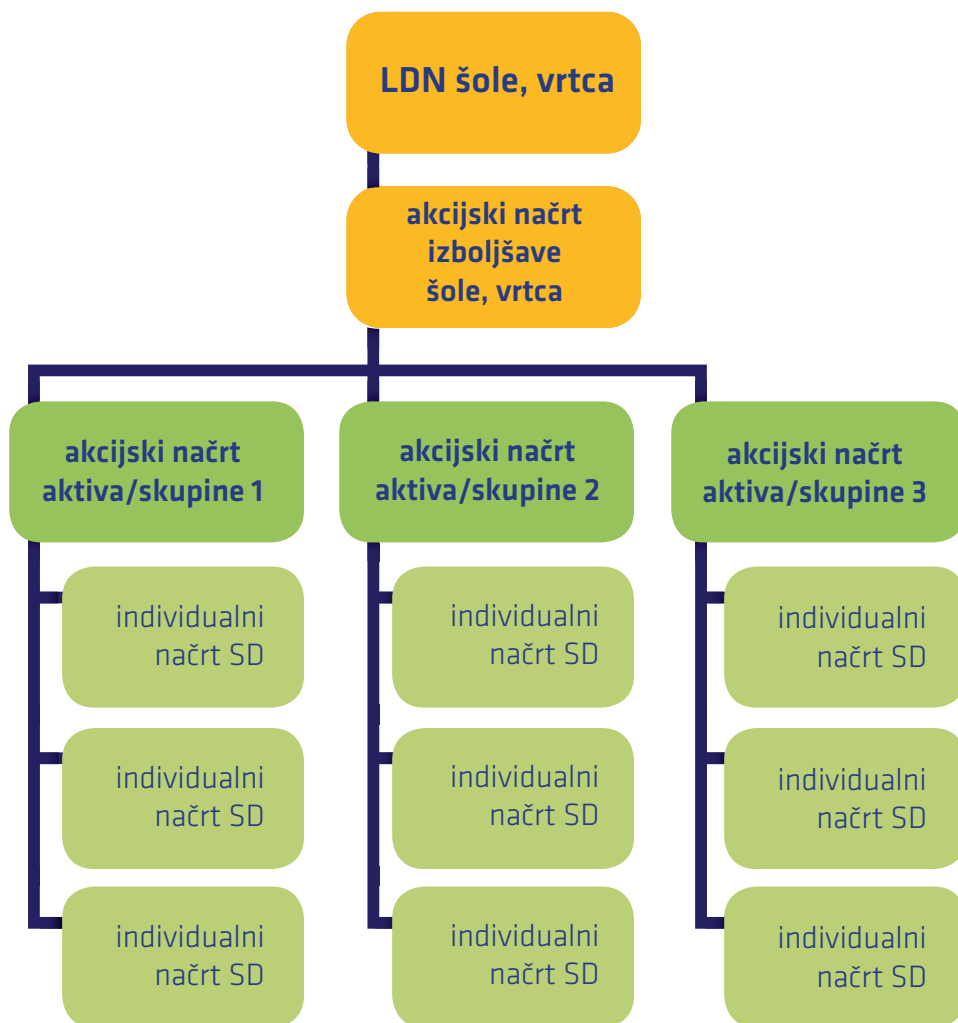 LDN šole, vrtca
akcijski načrt
izboljšave
šole, vrtca
akcijski načrt
aktiva/skupine 1
individualni
načrt SD
individualni
načrt SD
individualni
načrt SD
akcijski načrt
aktiva/skupine 2
individualni
načrt SD
individualni
načrt SD
individualni
načrt SD
akcijski načrt
aktiva/skupine 3
individualni
načrt SD
individualni
načrt SD
individualni
načrt SD